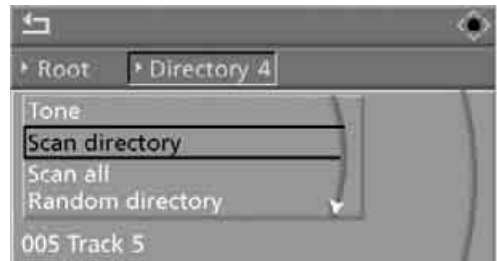 Root Directory 4
Tone
Scan directory
Scan all
Random directory
005 Track 5